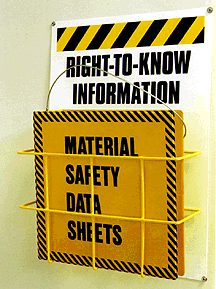 RIGHT-TO-KNOW
INFORMATION
MATERIAL
SAFETY
DATA
SHEETS